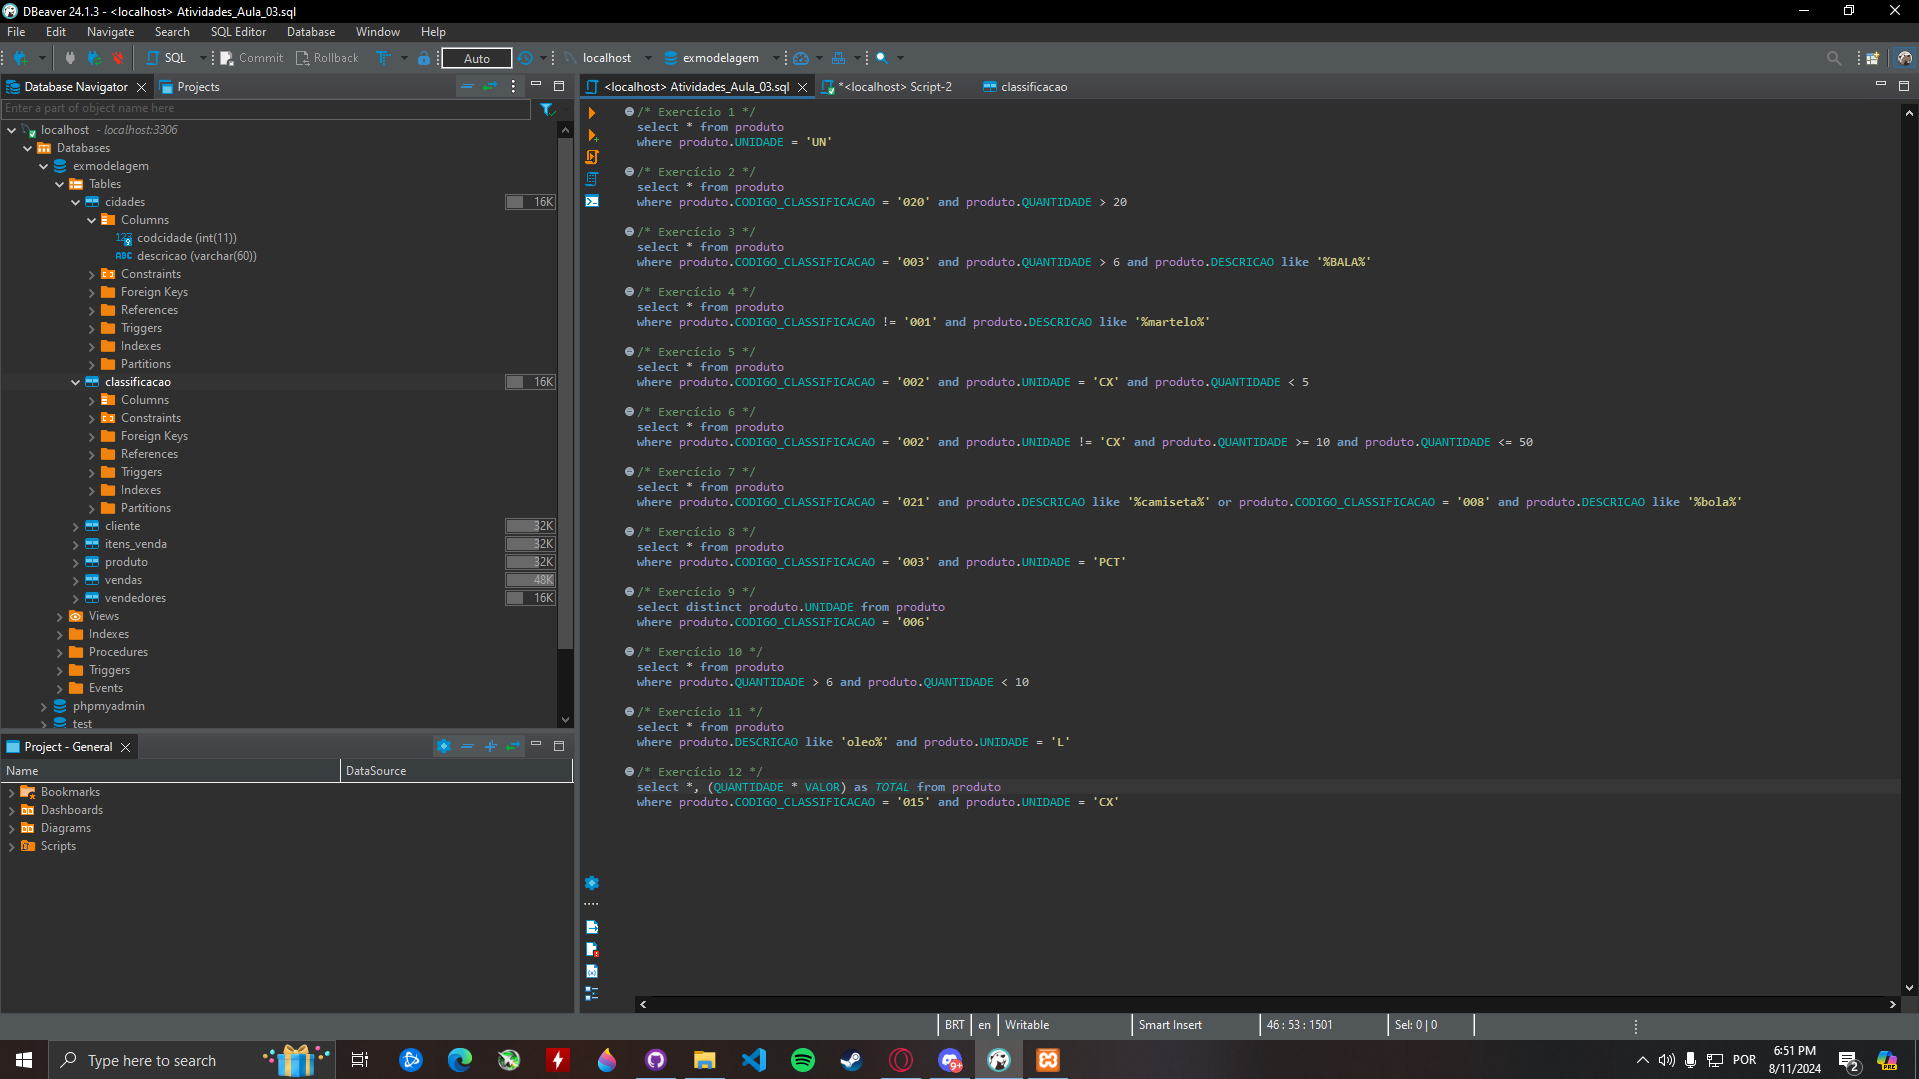 DBeaver 24.1.3 - <localhost> Atividades_Aula_03.sql
File Edit Navigate Search SQL Editor Database Window Help
SQL Commit Rollback Auto localhost exmodelagem
Database Navigator Projects
Enter a part of object name here
localhost - localhost:3306
Databases
exmodelagem
Tables
cidades 16K
Columns
codcidade (int(11))
ABC descricao (varchar(60))
Constraints
Foreign Keys
References
Triggers
Indexes
Partitions
classificacao 16K
Columns
Constraints
Foreign Keys
References
Triggers
Indexes
Partitions
cliente 32K
itens_venda 32K
produto 32K
vendas 48K
vendedores 16K
Views
Indexes
Procedures
Triggers
Events
phpmyadmin
test
Project - General
Name DataSource
Bookmarks
Dashboards
Diagrams
Scripts
<localhost> Atividades_Aula_03.sql *<localhost> Script-2 classificacao
/* Exercício 1 */
select * from produto
where produto.UNIDADE = 'UN'
/* Exercício 2 */
select * from produto
where produto.CODIGO_CLASSIFICACAO = '020' and produto.QUANTIDADE > 20
/* Exercício 3 */
select * from produto
where produto.CODIGO_CLASSIFICACAO = '003' and produto.QUANTIDADE > 6 and produto.DESCRICAO like '%BALA%'
/* Exercício 4 */
select * from produto
where produto.CODIGO_CLASSIFICACAO != '001' and produto.DESCRICAO like '%martelo%'
/* Exercício 5 */
select * from produto
where produto.CODIGO_CLASSIFICACAO = '002' and produto.UNIDADE = 'CX' and produto.QUANTIDADE < 5
/* Exercício 6 */
select * from produto
where produto.CODIGO_CLASSIFICACAO = '002' and produto.UNIDADE != 'CX' and produto.QUANTIDADE >= 10 and produto.QUANTIDADE <= 50
/* Exercício 7 */
select * from produto
where produto.CODIGO_CLASSIFICACAO = '021' and produto.DESCRICAO like '%camiseta%' or produto.CODIGO_CLASSIFICACAO = '008' and produto.DESCRICAO like '%bola%'
/* Exercício 8 */
select * from produto
where produto.CODIGO_CLASSIFICACAO = '003' and produto.UNIDADE = 'PCT'
/* Exercício 9 */
select distinct produto.UNIDADE from produto
where produto.CODIGO_CLASSIFICACAO = '006'
/* Exercício 10 */
select * from produto
where produto.QUANTIDADE > 6 and produto.QUANTIDADE < 10
/* Exercício 11 */
select * from produto
where produto.DESCRICAO like 'oleo%' and produto.UNIDADE = 'L'
/* Exercício 12 */
select *, (QUANTIDADE * VALOR) as TOTAL from produto
where produto.CODIGO_CLASSIFICACAO = '015' and produto.UNIDADE = 'CX'
BRT en Writable Smart Insert 46 : 53 : 1501 Sel: 0 | 0
Type here to search
POR
6:51 PM
8/11/2024
2